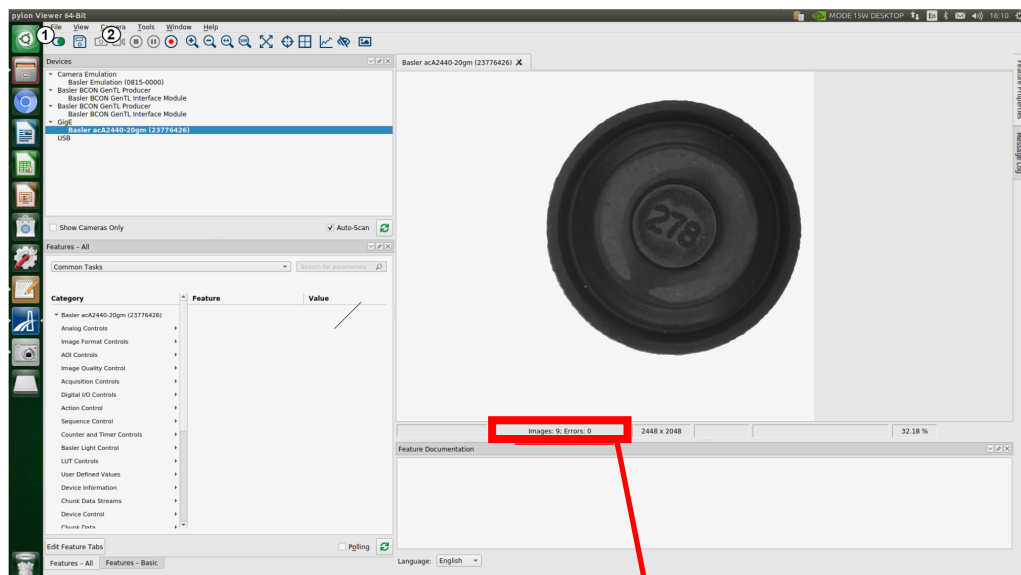 pylon Viewer 64-Bit
MODE 15W DESKTOP En 16:10
File View Camera Tools Window Help
1 2
Devices
Camera Emulation
Basler Emulation (0815-0000)
Basler BCON GenTL Producer
Basler BCON GenTL Interface Module
Basler BCON GenTL Producer
Basler BCON GenTL Interface Module
GigE
Basler acA2440-20gm (23776426)
USB
Show Cameras Only
Auto-Scan
Features - All
Common Tasks
Search for parameters
Category Feature Value
Basler acA2440-20gm (23776426)
Analog Controls
Image Format Controls
AOI Controls
Image Quality Control
Acquisition Controls
Digital I/O Controls
Action Control
Sequence Control
Counter and Timer Controls
Basler Light Control
LUT Controls
User Defined Values
Device Information
Chunk Data Streams
Device Control
Chunk Data
Edit Feature Tabs
Polling
Features - All Features - Basic
Basler acA2440-20gm (23776426)
278
Images: 9; Errors: 0 2448 x 2048 32.18 %
Feature Documentation
Language: English
Feature Properties
Message Log